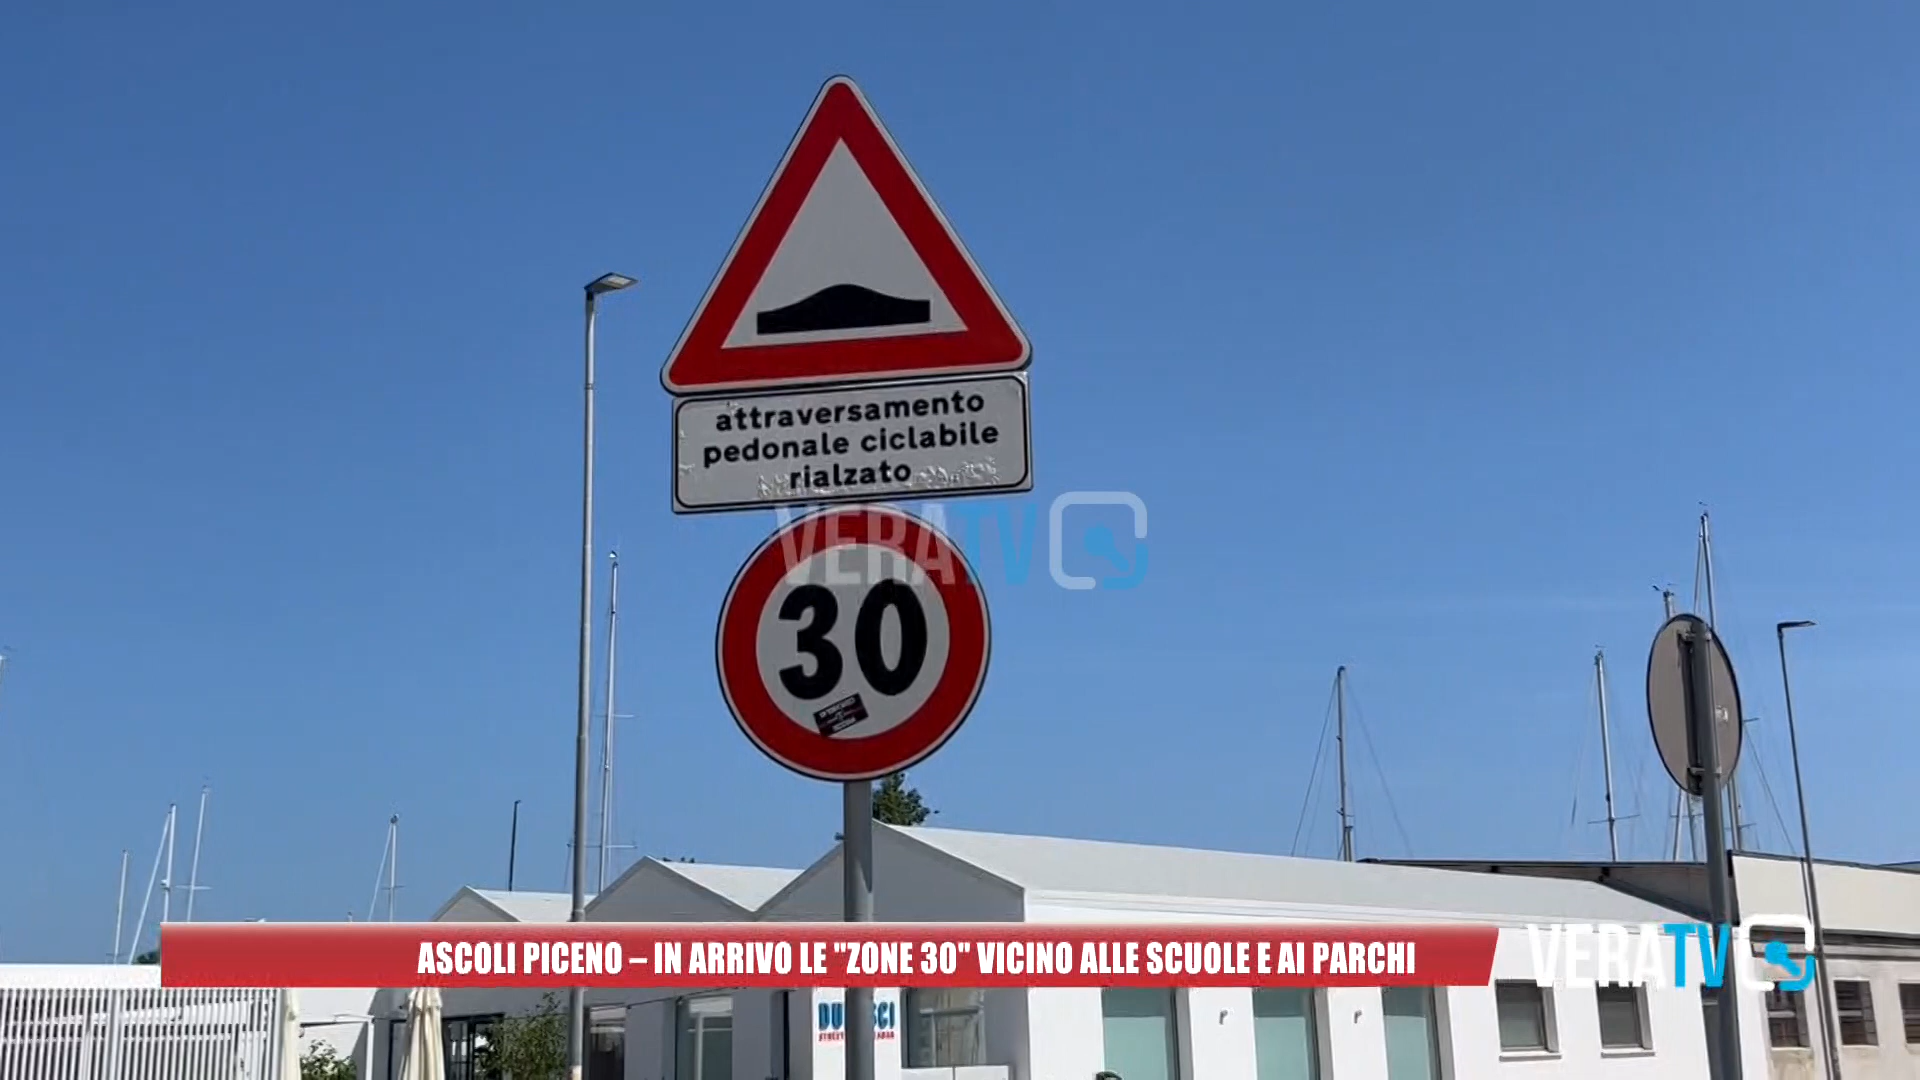 attraversamento
pedonale ciclabile
rialzato
VERATV
30
ASCOLI PICENO – IN ARRIVO LE "ZONE 30" VICINO ALLE SCUOLE E AI PARCHI
VERATV